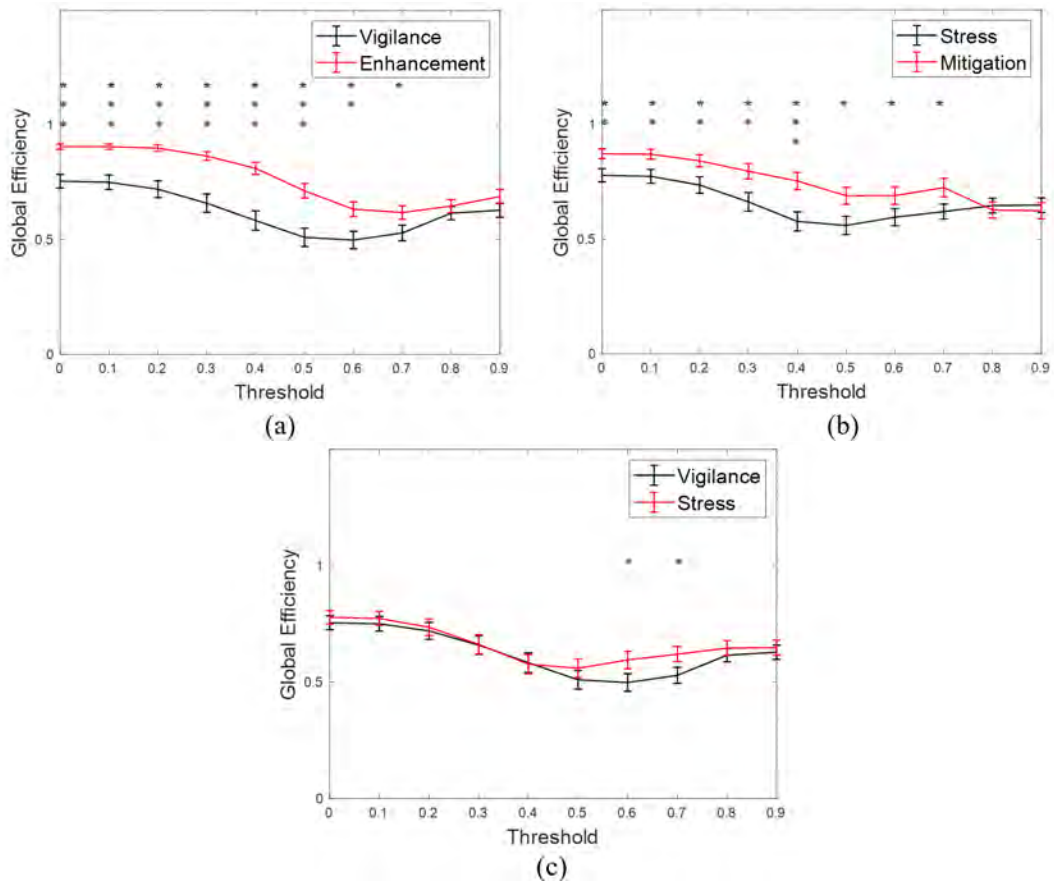 Vigilance
Enhancement
* * * * * * * *
* * * * * * *
* * * * * *
1
0.5
0
Global Efficiency
0 0.1 0.2 0.3 0.4 0.5 0.6 0.7 0.8 0.9
Threshold
(a)
Stress
Mitigation
* * * * * * * *
* * * * *
*
1
0.5
0
Global Efficiency
0 0.1 0.2 0.3 0.4 0.5 0.6 0.7 0.8 0.9
Threshold
(b)
Vigilance
Stress
* *
1
0.5
0
Global Efficiency
0 0.1 0.2 0.3 0.4 0.5 0.6 0.7 0.8 0.9
Threshold
(c)